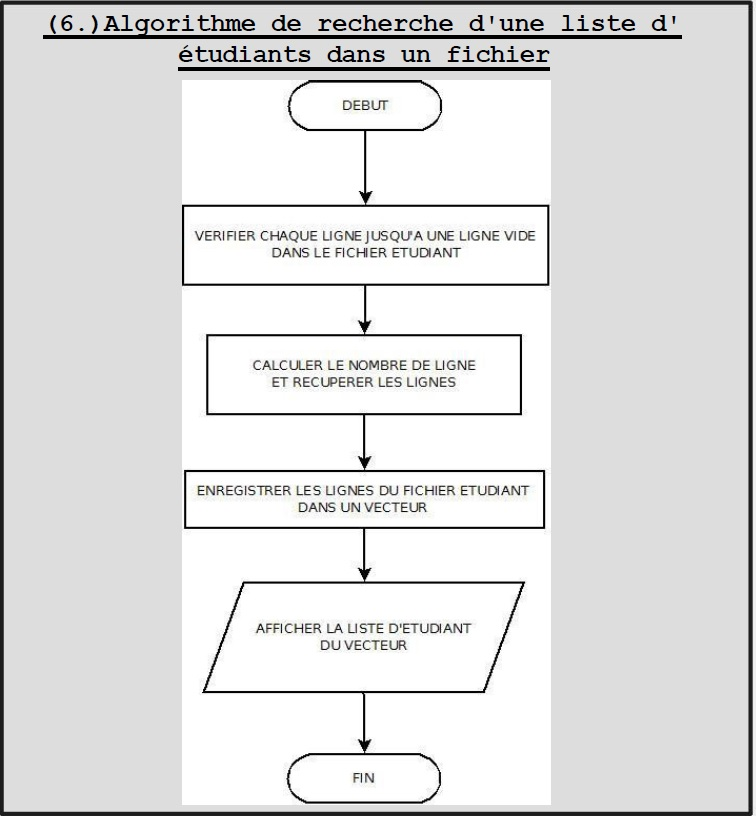 (6.)Algorithme de recherche d'une liste d'
étudiants dans un fichier
DEBUT
VERIFIER CHAQUE LIGNE JUSQU'A UNE LIGNE VIDE
DANS LE FICHIER ETUDIANT
CALCULER LE NOMBRE DE LIGNE
ET RECUPERER LES LIGNES
ENREGISTRER LES LIGNES DU FICHIER ETUDIANT
DANS UN VECTEUR
AFFICHER LA LISTE D'ETUDIANT
DU VECTEUR
FIN